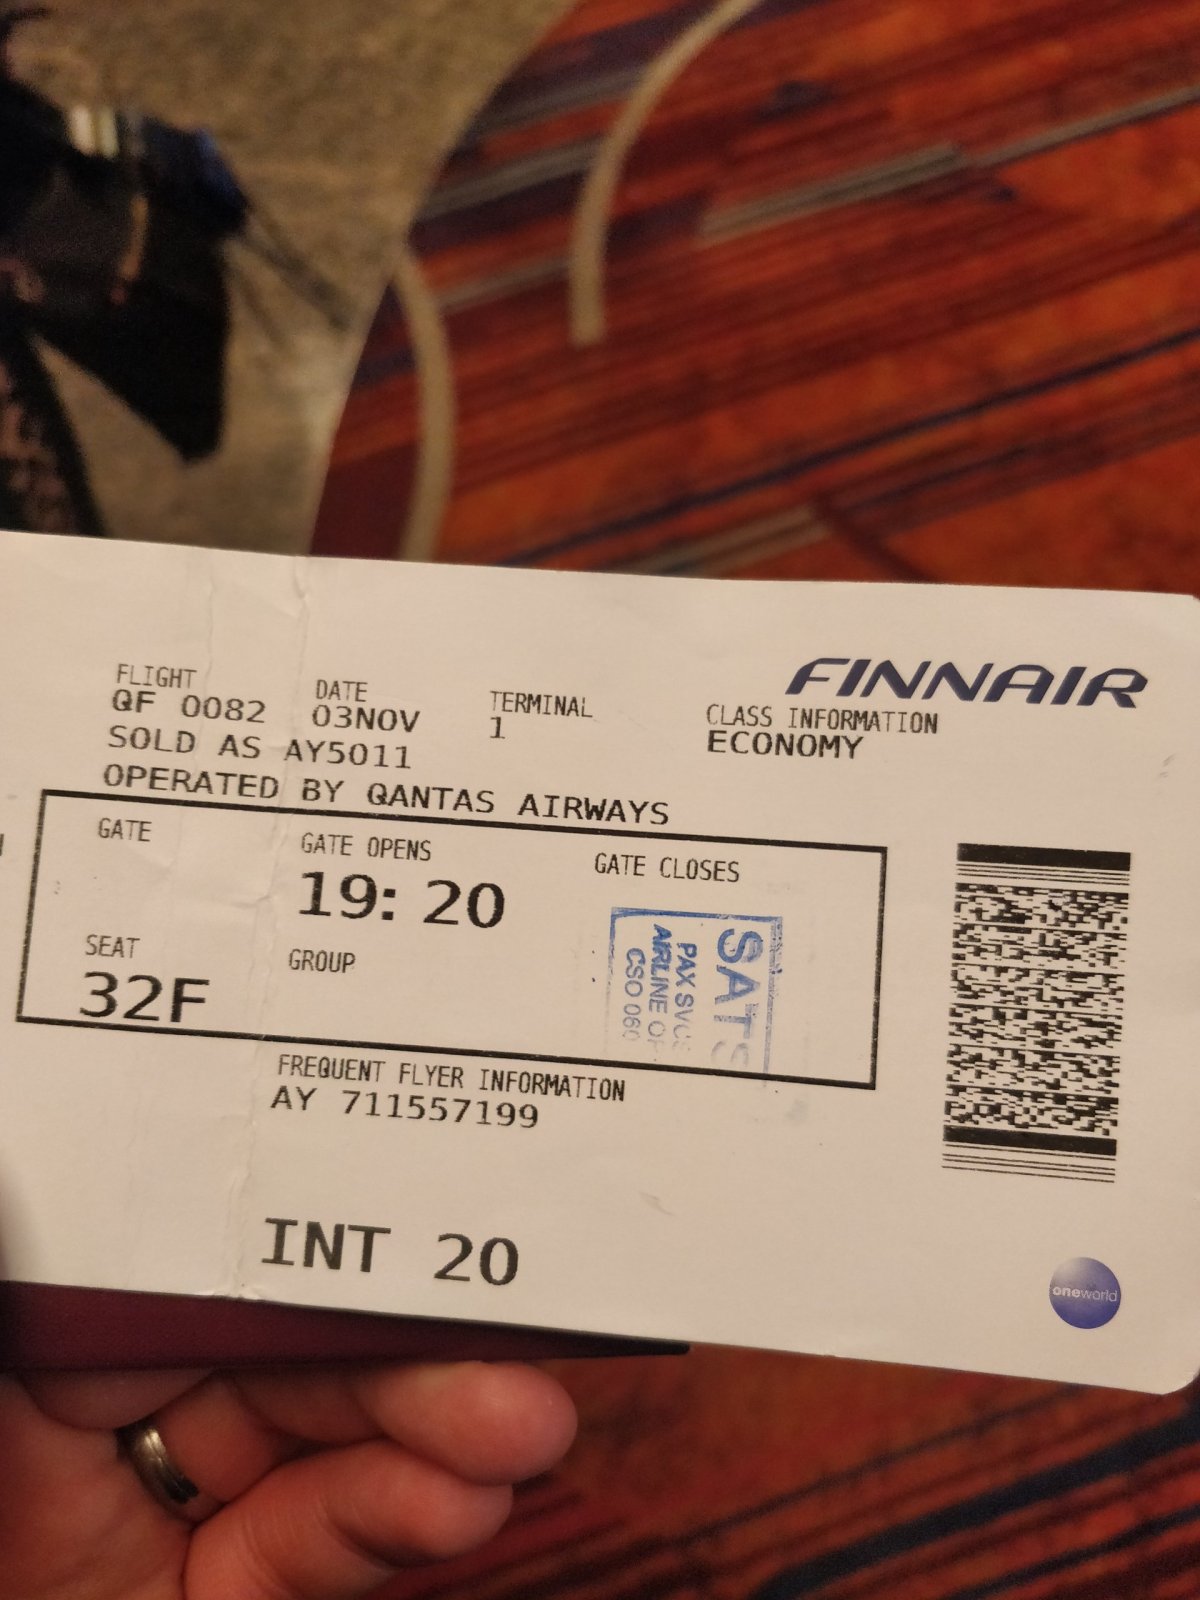 FINNAIR
FLIGHT DATE TERMINAL CLASS INFORMATION
QF 0082 03NOV 1 ECONOMY
SOLD AS AY5011
OPERATED BY QANTAS AIRWAYS
GATE GATE OPENS GATE CLOSES
19:20
SEAT GROUP
32F
SATS
PAX SVCS
AIRLINE
CSO 060
FREQUENT FLYER INFORMATION
AY 711557199
INT 20
oneworld